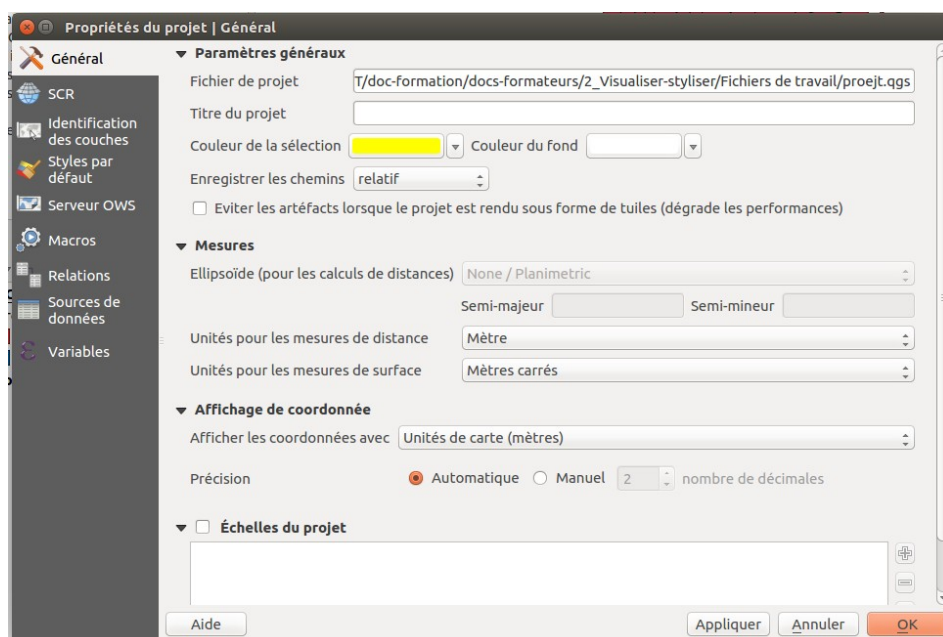 Propriétés du projet | Général
Général
SCR
Identification
des couches
Styles par
défaut
Serveur OWS
Macros
Relations
Sources de
données
Variables
Paramètres généraux
Fichier de projet T/doc-formation/docs-formateurs/2_Visualiser-styliser/Fichiers de travail/proejt.qgs
Titre du projet
Couleur de la sélection Couleur du fond
Enregistrer les chemins relatif
Eviter les artéfacts lorsque le projet est rendu sous forme de tuiles (dégrade les performances)
Mesures
Ellipsoïde (pour les calculs de distances) None / Planimetric
Semi-majeur Semi-mineur
Unités pour les mesures de distance Mètre
Unités pour les mesures de surface Mètres carrés
Affichage de coordonnée
Afficher les coordonnées avec Unités de carte (mètres)
Précision Automatique Manuel 2 nombre de décimales
Échelles du projet
Aide Appliquer Annuler OK